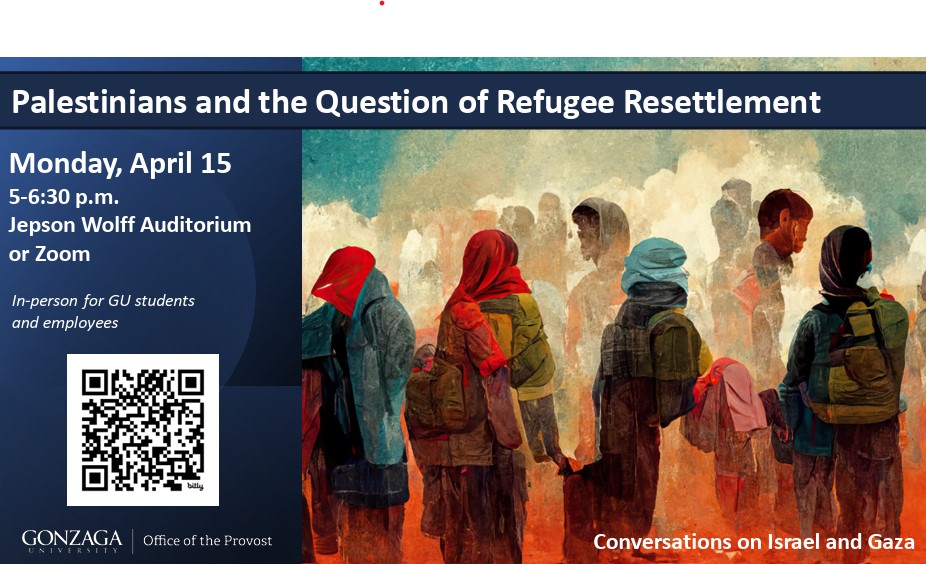 Palestinians and the Question of Refugee Resettlement
Monday, April 15
5-6:30 p.m.
Jepson Wolff Auditorium
or Zoom
In-person for GU students
and employees
bitly
GONZAGA
UNIVERSITY
Office of the Provost
Conversations on Israel and Gaza